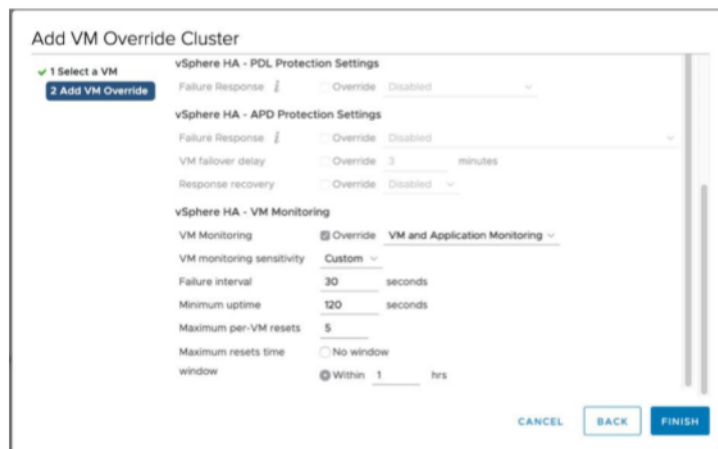 Add VM Override Cluster
1 Select a VM
2 Add VM Override
vSphere HA - PDL Protection Settings
Failure Response i Override Disabled
vSphere HA - APD Protection Settings
Failure Response i Override Disabled
VM failover delay Override 3 minutes
Response recovery Override Disabled
vSphere HA - VM Monitoring
VM Monitoring Override VM and Application Monitoring
VM monitoring sensitivity Custom
Failure interval 30 seconds
Minimum uptime 120 seconds
Maximum per-VM resets 5
Maximum resets time No window
window Within 1 hrs
CANCEL BACK FINISH